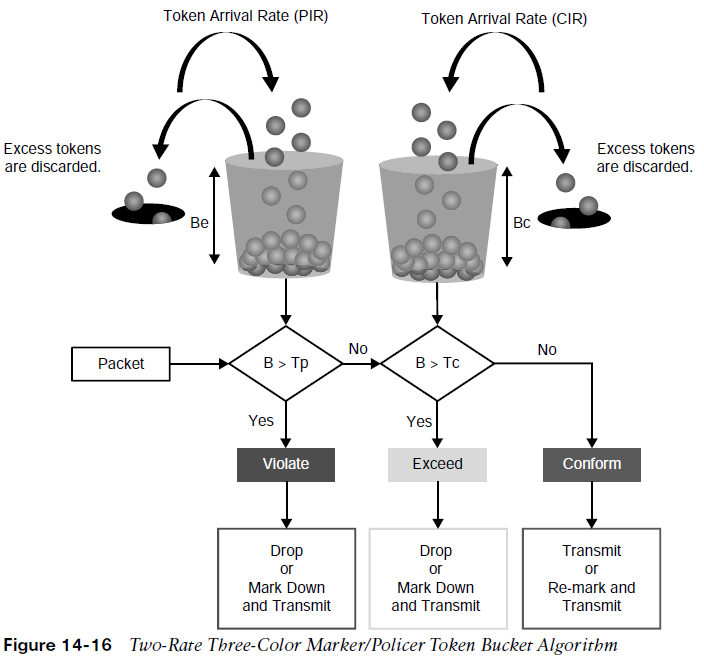 Token Arrival Rate (PIR)
Token Arrival Rate (CIR)
Excess tokens
are discarded.
Excess tokens
are discarded.
Be
Bc
Packet
B > Tp
No
B > Tc
No
Yes
Yes
Violate
Exceed
Conform
Drop
or
Mark Down
and Transmit
Drop
or
Mark Down
and Transmit
Transmit
or
Re-mark and
Transmit
Figure 14-16 Two-Rate Three-Color Marker/Policer Token Bucket Algorithm